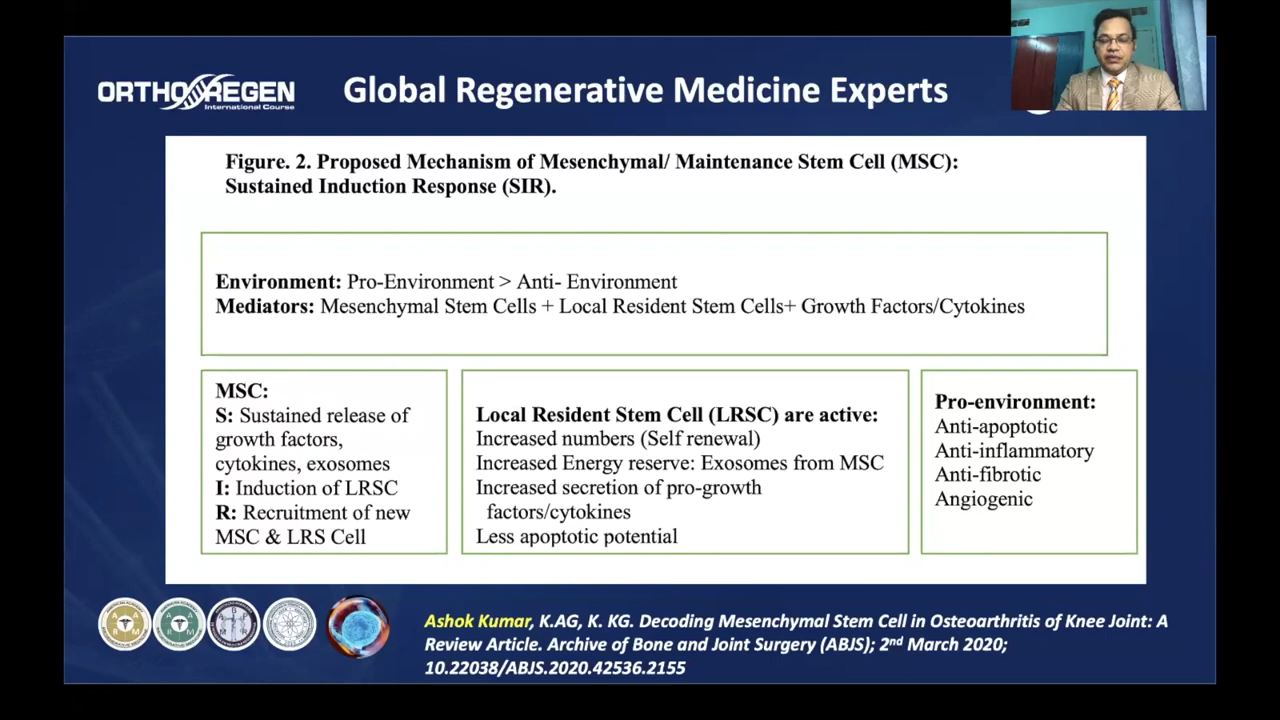 ORTHO REGEN
International Course
Global Regenerative Medicine Experts
Figure. 2. Proposed Mechanism of Mesenchymal/ Maintenance Stem Cell (MSC):
Sustained Induction Response (SIR).
Environment: Pro-Environment > Anti- Environment
Mediators: Mesenchymal Stem Cells + Local Resident Stem Cells+ Growth Factors/Cytokines
MSC:
S: Sustained release of
growth factors,
cytokines, exosomes
I: Induction of LRSC
R: Recruitment of new
MSC & LRS Cell
Local Resident Stem Cell (LRSC) are active:
Increased numbers (Self renewal)
Increased Energy reserve: Exosomes from MSC
Increased secretion of pro-growth
factors/cytokines
Less apoptotic potential
Pro-environment:
Anti-apoptotic
Anti-inflammatory
Anti-fibrotic
Angiogenic
Ashok Kumar, K.AG, K. KG. Decoding Mesenchymal Stem Cell in Osteoarthritis of Knee Joint: A
Review Article. Archive of Bone and Joint Surgery (ABJS); 2nd March 2020;
10.22038/ABJS.2020.42536.2155